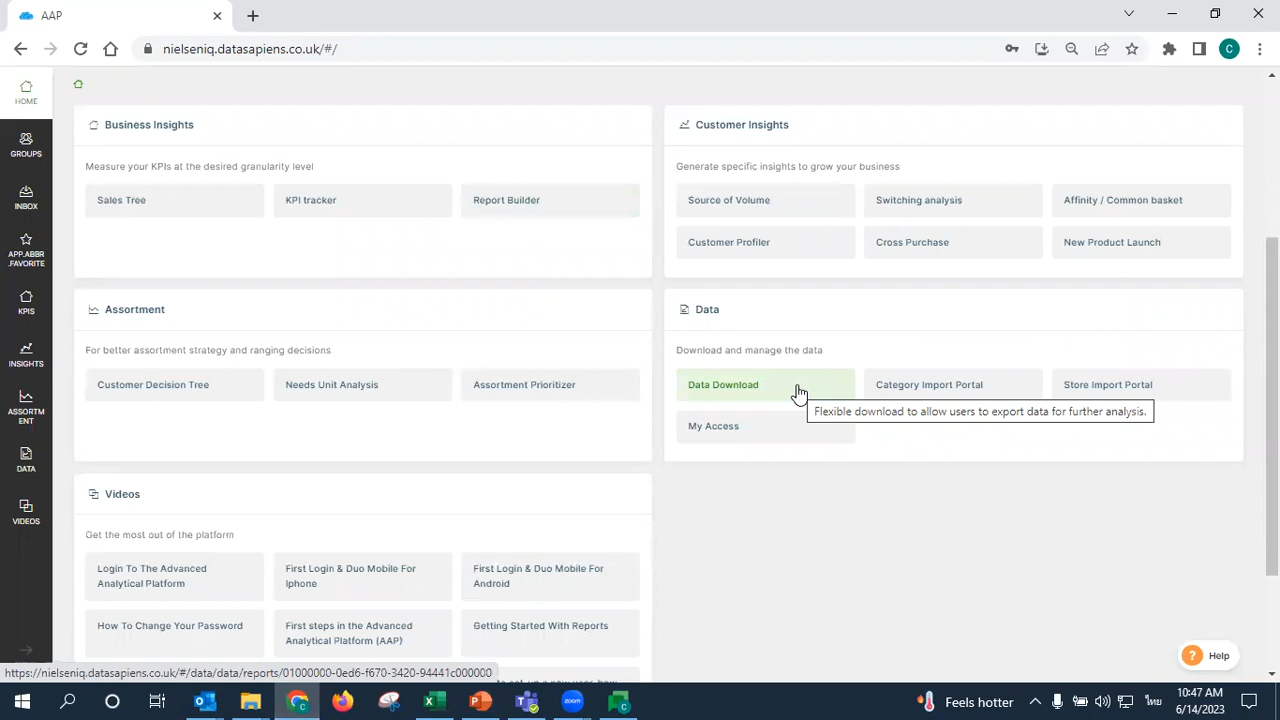 AAP
nielseniq.datasapiens.co.uk/#/
C
HOME
GROUPS
INBOX
APP.ABBR
.FAVORITE
KPIS
INSIGHTS
ASSORTM
ENT
DATA
VIDEOS
Business Insights
Measure your KPIs at the desired granularity level
Sales Tree
KPI tracker
Report Builder
Customer Insights
Generate specific insights to grow your business
Source of Volume
Switching analysis
Affinity / Common basket
Customer Profiler
Cross Purchase
New Product Launch
Assortment
For better assortment strategy and ranging decisions
Customer Decision Tree
Needs Unit Analysis
Assortment Prioritizer
Data
Download and manage the data
Data Download
Category Import Portal
Store Import Portal
Flexible download to allow users to export data for further analysis.
My Access
Videos
Get the most out of the platform
Login To The Advanced
Analytical Platform
First Login & Duo Mobile For
Iphone
First Login & Duo Mobile For
Android
How To Change Your Password
First steps in the Advanced
Analytical Platform (AAP)
Getting Started With Reports
? Help
https://nielseniq.datasapiens.co.uk/#/data/data/reports/01000000-0ed6-f670-3420-94441c000000
Feels hotter
ไทย
10:47 AM
6/14/2023